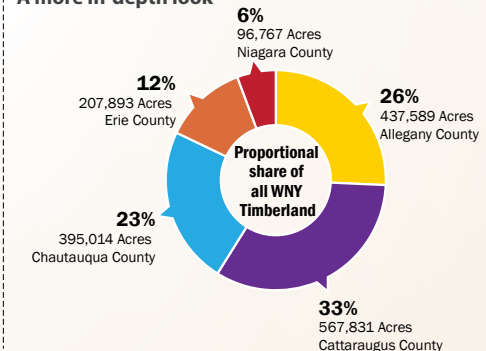 A more in-depth look
6%
96,767 Acres
Niagara County
12%
207,893 Acres
Erie County
26%
437,589 Acres
Allegany County
Proportional
share of
all WNY
Timberland
23%
395,014 Acres
Chautauqua County
33%
567,831 Acres
Cattaraugus County